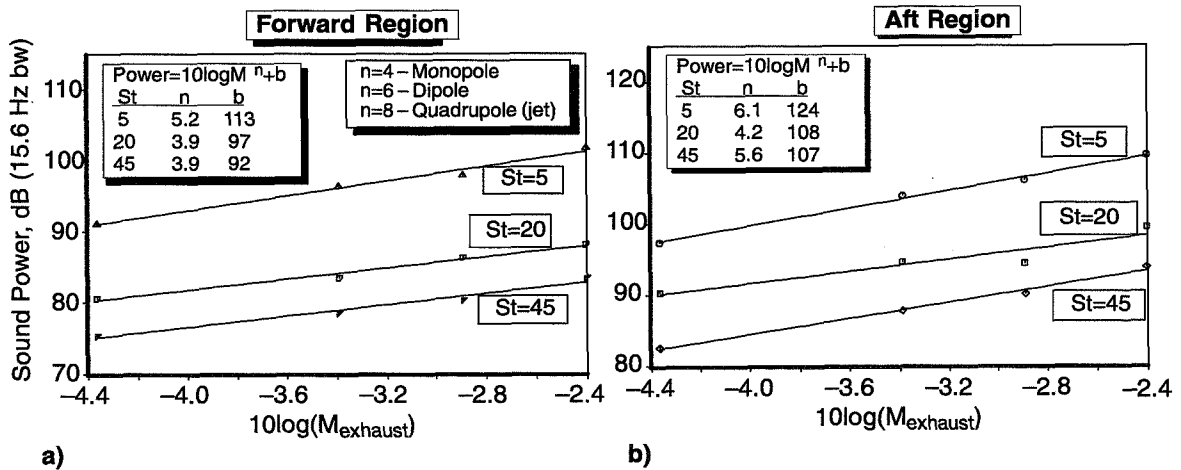 Forward Region
Sound Power, dB (15.6 Hz bw)
110
100
90
80
70
Power=10logM n+b
St n b
5 5.2 113
20 3.9 97
45 3.9 92
n=4 – Monopole
n=6 – Dipole
n=8 – Quadrupole (jet)
St=5
St=20
St=45
−4.4 −4.0 −3.6 −3.2 −2.8 −2.4
10log(Mexhaust)
a)
Aft Region
120
110
100
90
80
Power=10logM n+b
St n b
5 6.1 124
20 4.2 108
45 5.6 107
St=5
St=20
St=45
−4.4 −4.0 −3.6 −3.2 −2.8 −2.4
10log(Mexhaust)
b)